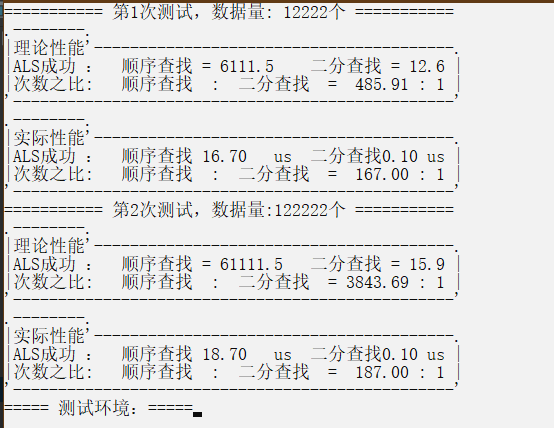 =========== 第1次测试，数据量: 12222个 ===========
.--------.
|理论性能'----------------------------------------.
|ALS成功 ：  顺序查找 = 6111.5    二分查找 = 12.6 |
|次数之比:   顺序查找  :  二分查找  =  485.91 : 1 |
'-------------------------------------------------'
.--------.
|实际性能'----------------------------------------.
|ALS成功 ：  顺序查找 16.70   us  二分查找0.10 us |
|次数之比:   顺序查找  :  二分查找  =  167.00 : 1 |
'-------------------------------------------------'
=========== 第2次测试，数据量:122222个 ===========
.--------.
|理论性能'----------------------------------------.
|ALS成功 ：  顺序查找 = 61111.5   二分查找 = 15.9 |
|次数之比:   顺序查找  :  二分查找  = 3843.69 : 1 |
'-------------------------------------------------'
.--------.
|实际性能'----------------------------------------.
|ALS成功 ：  顺序查找 18.70   us  二分查找0.10 us |
|次数之比:   顺序查找  :  二分查找  =  187.00 : 1 |
'-------------------------------------------------'
===== 测试环境：=====